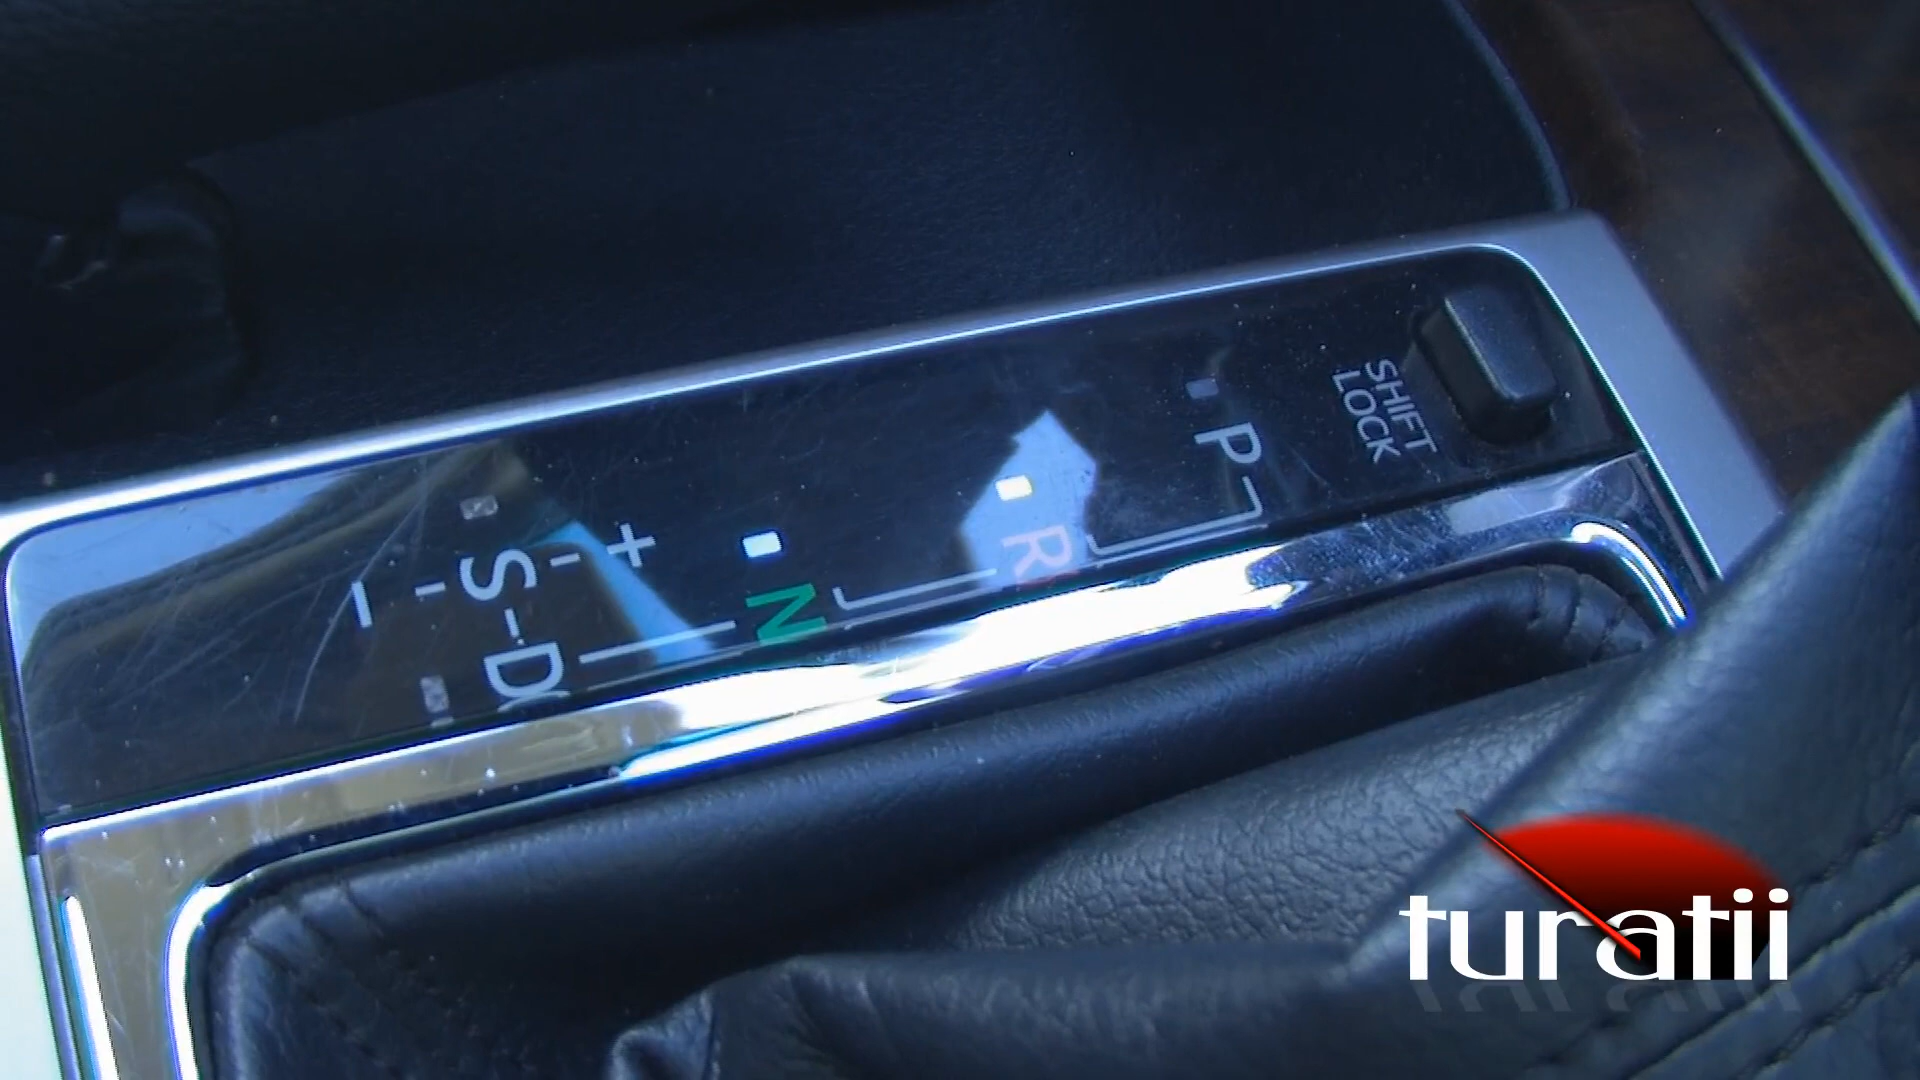 SHIFT
LOCK
P
R
N
+
S - D
-
turatii